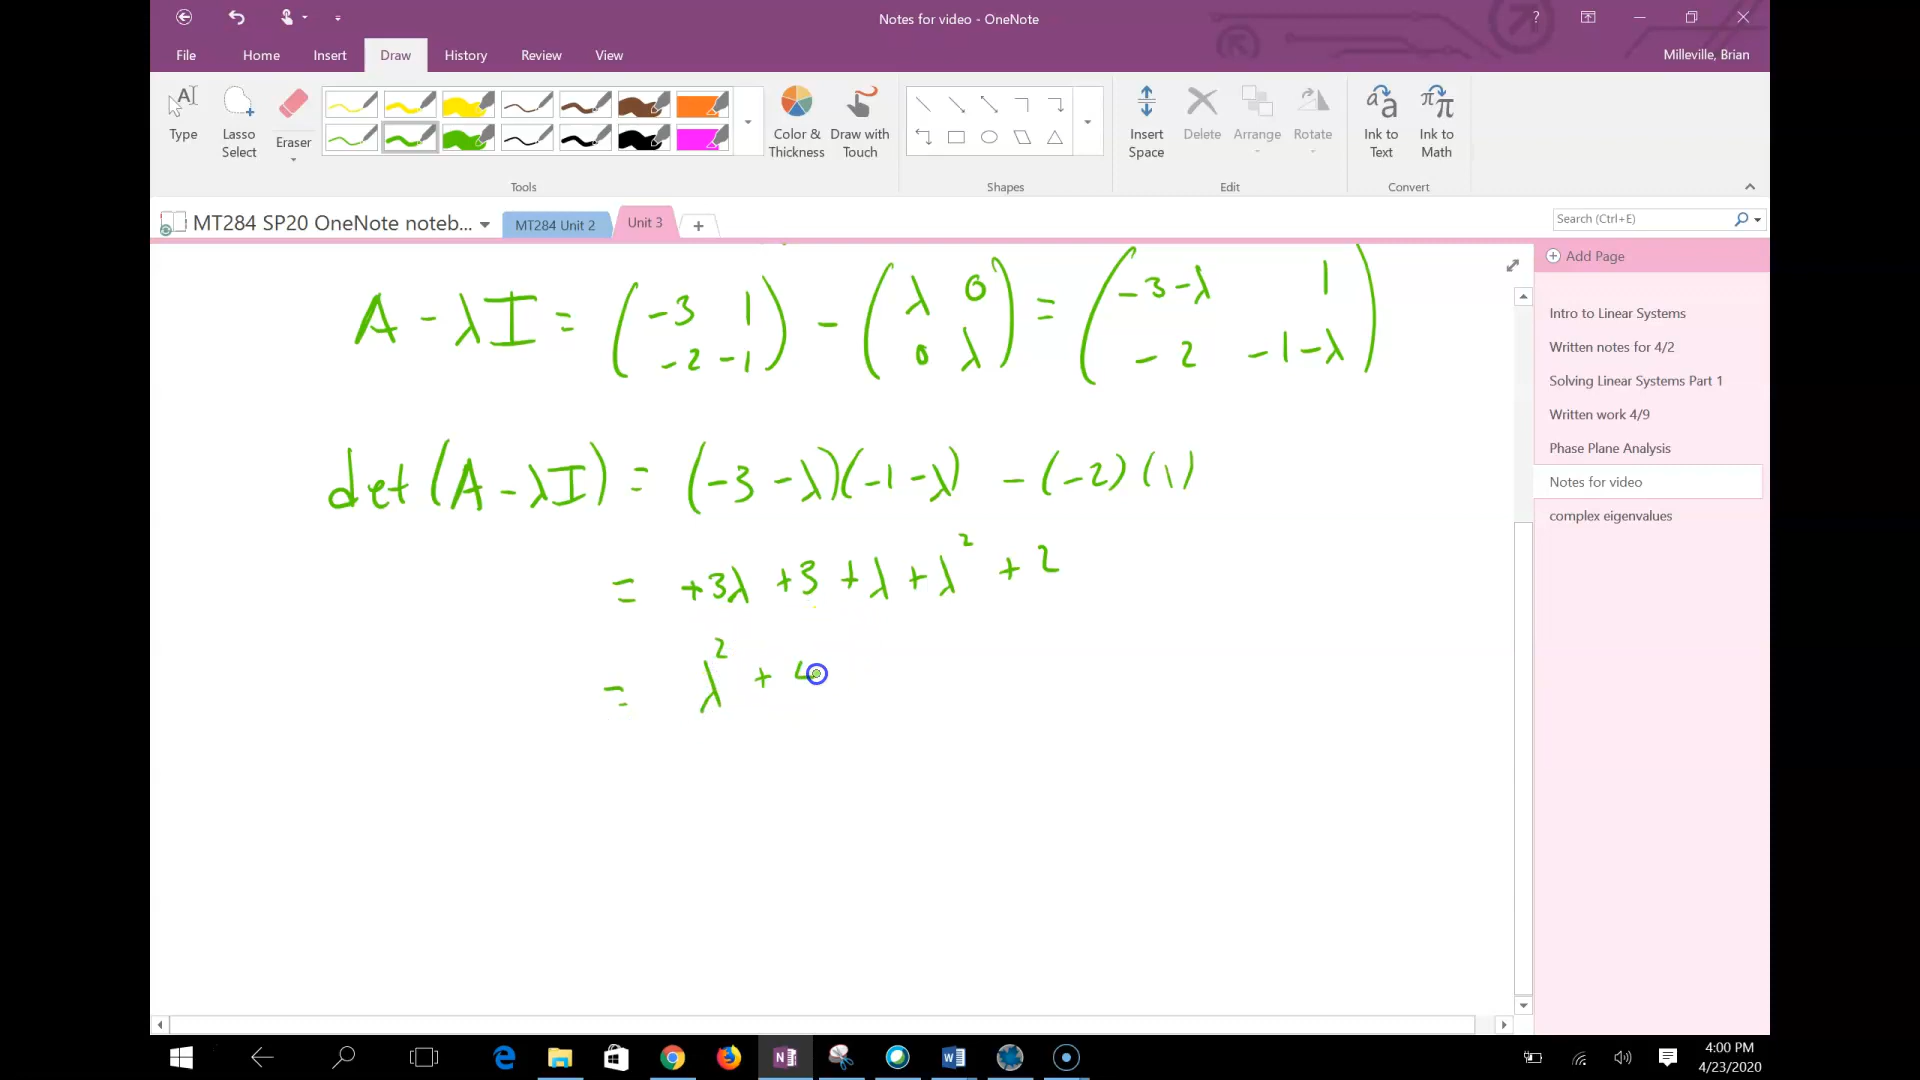 Notes for video - OneNote
?
File Home Insert Draw History Review View
Milleville, Brian
Type
Lasso Select
Eraser
Color & Thickness
Draw with Touch
Insert Space
Delete
Arrange
Rotate
Ink to Text
Ink to Math
Tools
Shapes
Edit
Convert
MT284 SP20 OneNote noteb...
MT284 Unit 2
Unit 3
+
Search (Ctrl+E)
Add Page
Intro to Linear Systems
Written notes for 4/2
Solving Linear Systems Part 1
Written work 4/9
Phase Plane Analysis
Notes for video
complex eigenvalues
A - λI = ( -3 1 ) - ( λ 0 ) = ( -3-λ 1 )
-2 -1 0 λ -2 -1-λ
det(A - λI) = (-3 -λ)(-1 -λ) - (-2)(1)
= +3λ +3 + λ + λ² + 2
= λ² + 4
4:00 PM
4/23/2020